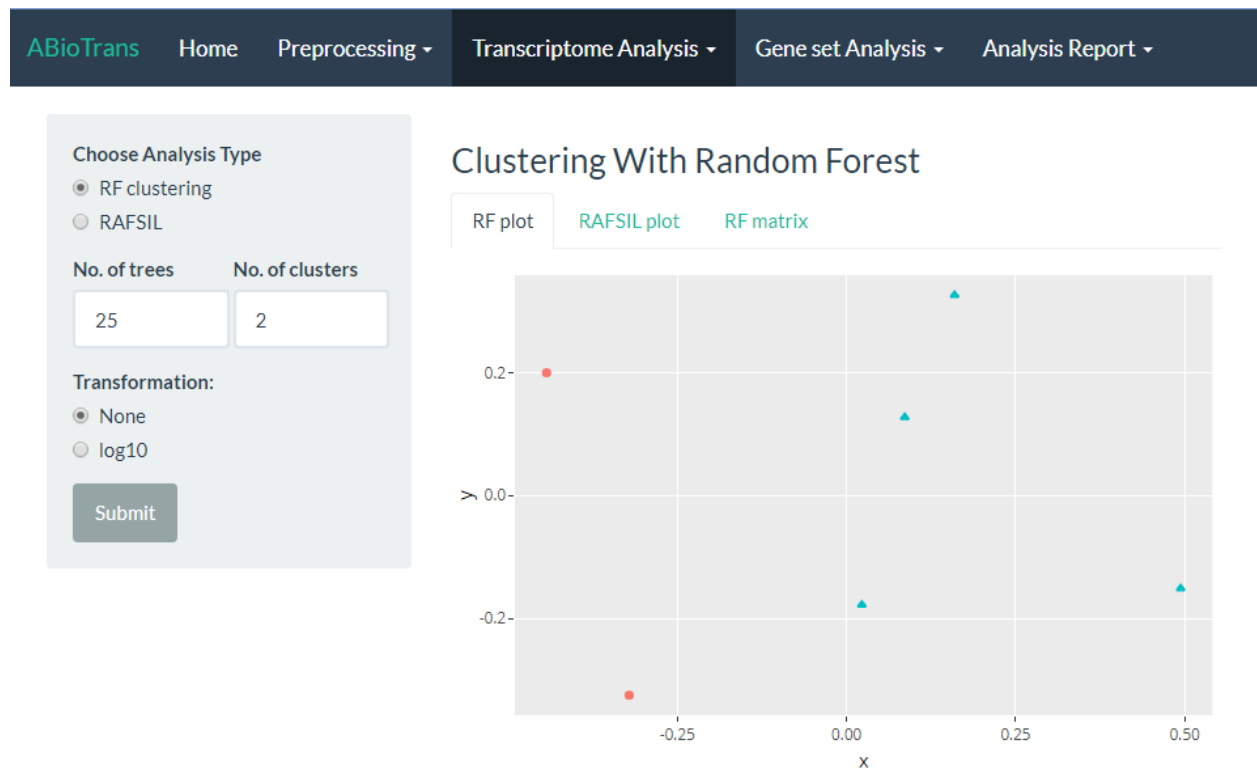 ABioTrans Home Preprocessing Transcriptome Analysis Gene set Analysis Analysis Report
Choose Analysis Type
RF clustering
RAFSIL
No. of trees No. of clusters
25 2
Transformation:
None
log10
Submit
Clustering With Random Forest
RF plot RAFSIL plot RF matrix
0.2
y 0.0
-0.2
-0.25 0.00 0.25 0.50
x